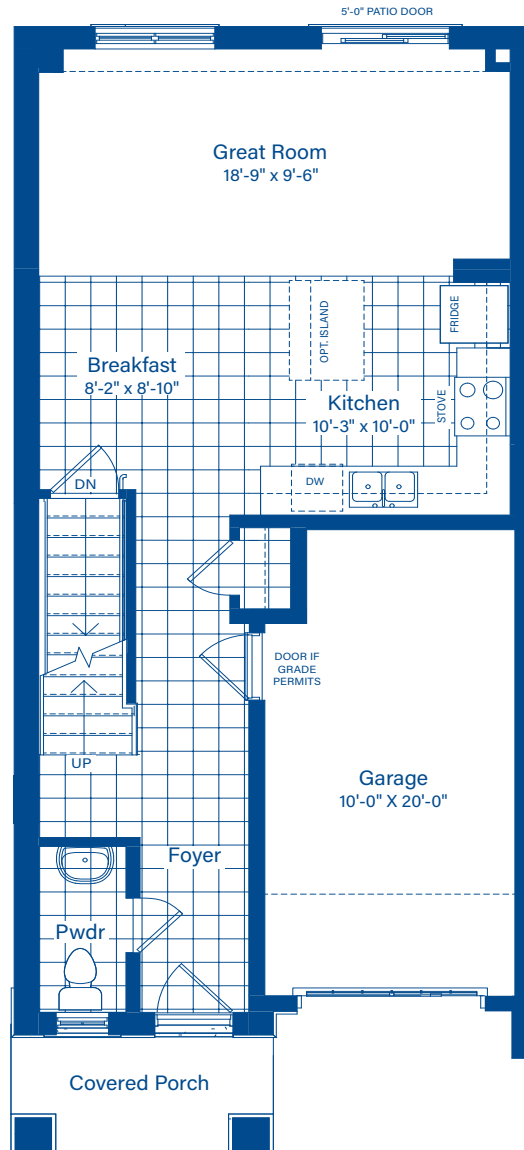 5'-0" PATIO DOOR
Great Room
18'-9" x 9'-6"
OPT. ISLAND
FRIDGE
Breakfast
8'-2" x 8'-10"
Kitchen
10'-3" x 10'-0"
STOVE
DN
DW
DOOR IF
GRADE
PERMITS
UP
Garage
10'-0" X 20'-0"
Foyer
Pwdr
Covered Porch